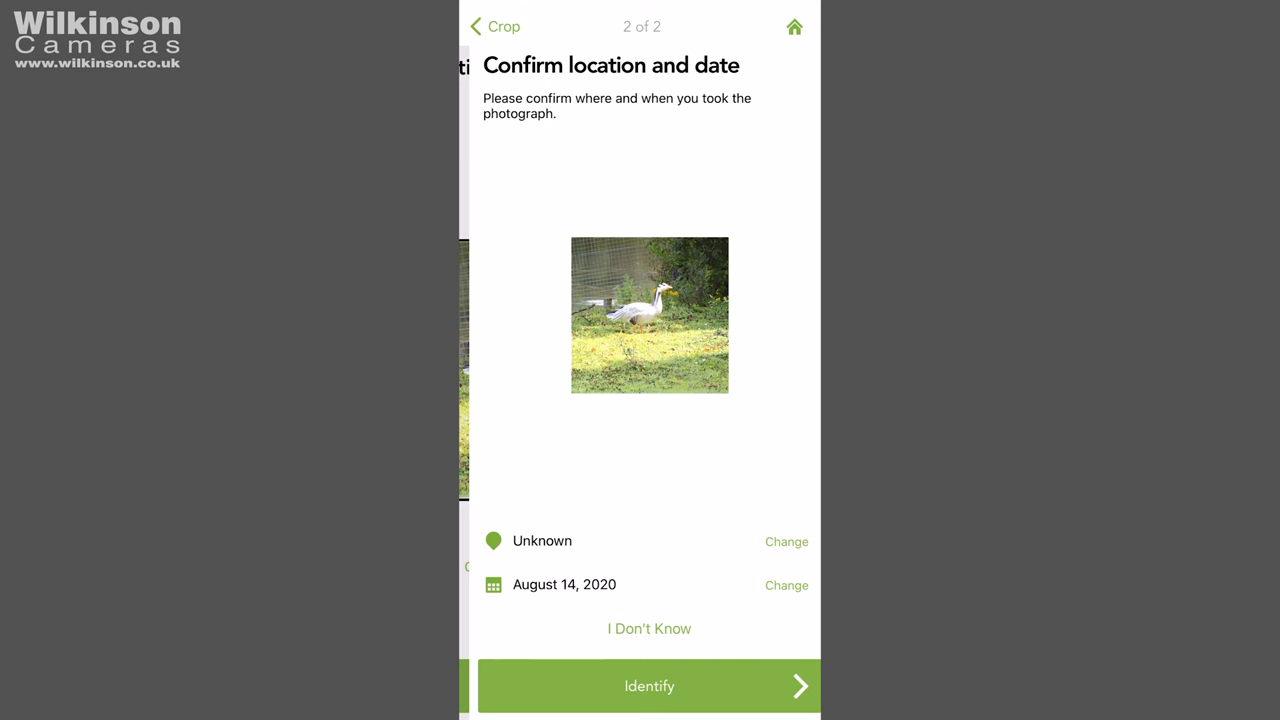 Wilkinson
Cameras
www.wilkinson.co.uk
Crop
2 of 2
ti
Confirm location and date
Please confirm where and when you took the
photograph.
Unknown
Change
August 14, 2020
Change
I Don't Know
Identify